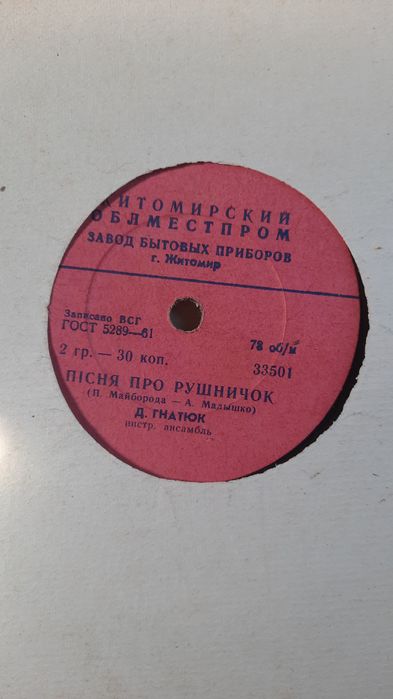 ЖИТОМИРСКИЙ
ОБЛМЕСТПРОМ
ЗАВОД БЫТОВЫХ ПРИБОРОВ
г. Житомир
Записано ВСГ
ГОСТ 5289—61
78 об/м
2 гр. — 30 коп.
33501
ПІСНЯ ПРО РУШНИЧОК
(П. Майборода — А. Малышко)
Д. ГНАТЮК
инстр. ансамбль